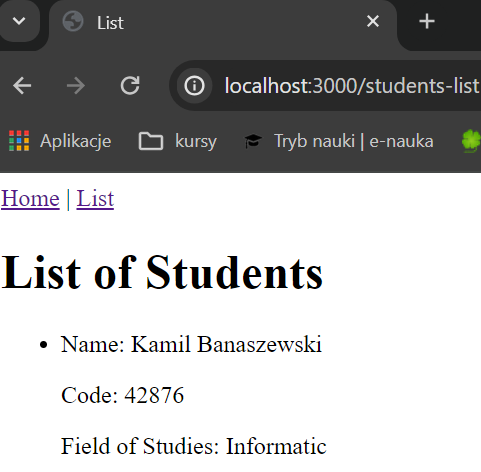 List
localhost:3000/students-list
Aplikacje kursy Tryb nauki | e-nauka
Home | List
List of Students
Name: Kamil Banaszewski
Code: 42876
Field of Studies: Informatic